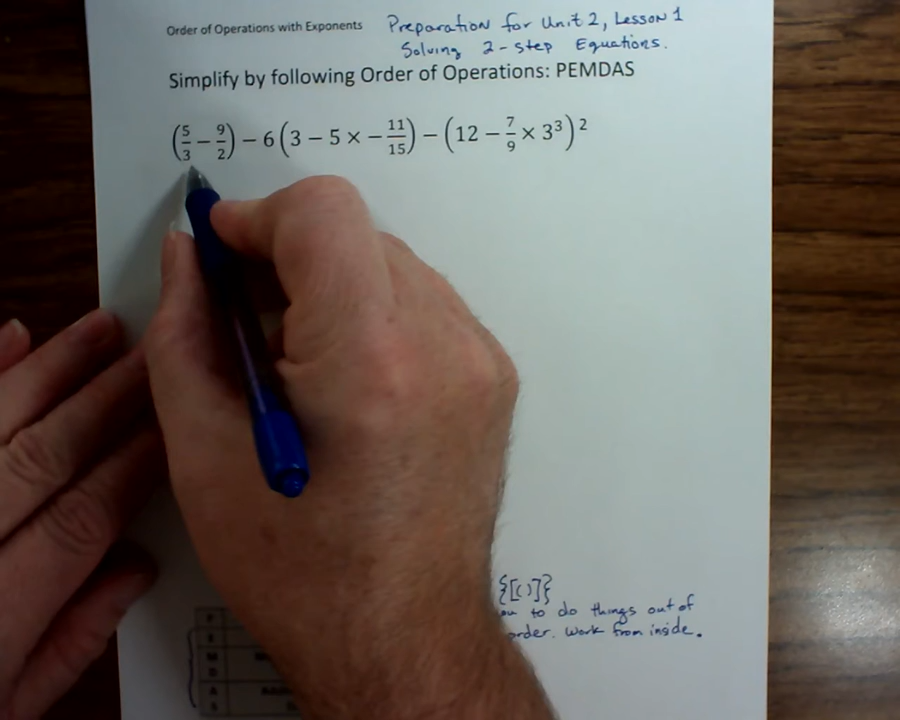 Order of Operations with Exponents
Preparation for Unit 2, Lesson 1
Solving 2-step Equations.
Simplify by following Order of Operations: PEMDAS
(5/3 − 9/2) − 6(3 − 5 × −11/15) − (12 − 7/9 × 3³)²
{[()]}
to do things out of
order. Work from inside.
P
E
M
D
A
S